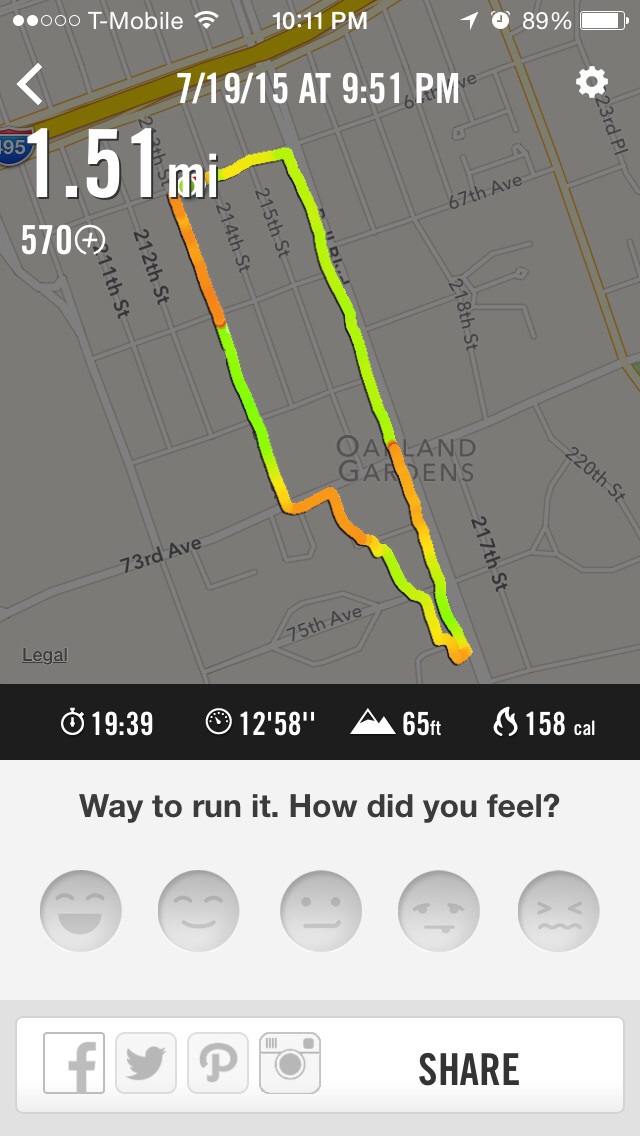 T-Mobile 10:11 PM 89%
7/19/15 AT 9:51 PM
495
1.51mi
570
213th St
67th Ave
23rd Pl
211th St
212th St
214th St
215th St
218th St
OAKLAND
GARDENS
220th St
217th St
73rd Ave
75th Ave
Legal
19:39 12'58'' 65ft 158 cal
Way to run it. How did you feel?
SHARE